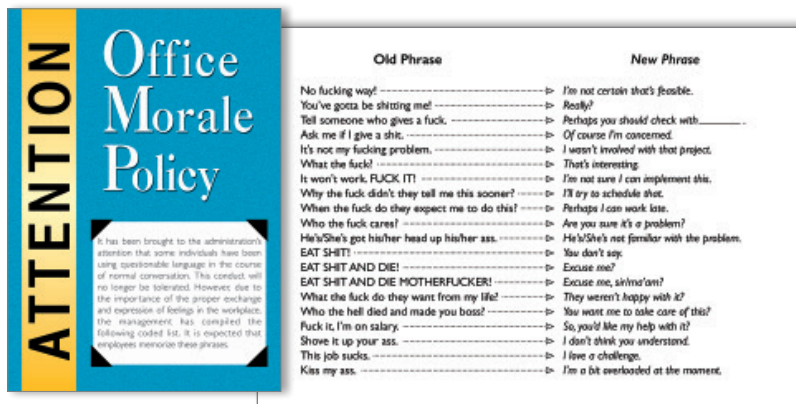 ATTENTION
Office
Morale
Policy
It has been brought to the administration's
attention that some individuals have been
using questionable language in the course
of normal conversation. This conduct will
no longer be tolerated. However, due to
the importance of the proper exchange
and expression of feelings in the workplace,
the management has compiled the
following coded list. It is expected that
employees memorize these phrases.
Old Phrase New Phrase
No fucking way! I'm not certain that's feasible.
You've gotta be shitting me! Really?
Tell someone who gives a fuck. Perhaps you should check with_______.
Ask me if I give a shit. Of course I'm concerned.
It's not my fucking problem. I wasn't involved with that project.
What the fuck? That's interesting.
It won't work, FUCK IT! I'm not sure I can implement this.
Why the fuck didn't they tell me this sooner? I'll try to schedule that.
When the fuck do they expect me to do this? Perhaps I can work late.
Who the fuck cares? Are you sure it's a problem?
He's/She's got his/her head up his/her ass. He's/She's not familiar with the problem.
EAT SHIT! You don't say.
EAT SHIT AND DIE! Excuse me?
EAT SHIT AND DIE MOTHERFUCKER! Excuse me, sir/ma'am?
What the fuck do they want from my life? They weren't happy with it?
Who the hell died and made you boss? You want me to take care of this?
Fuck it, I'm on salary. So, you'd like my help with it?
Shove it up your ass. I don't think you understand.
This job sucks. I love a challenge.
Kiss my ass. I'm a bit overloaded at the moment.